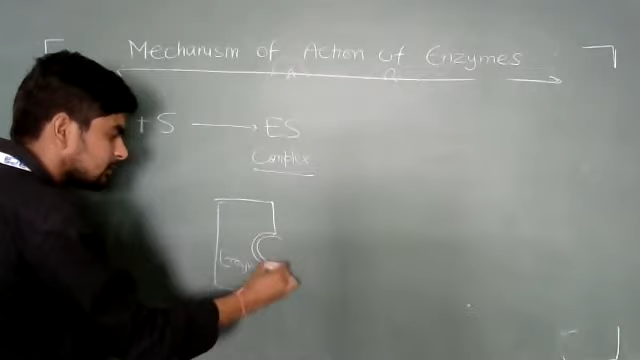 Mechanism of Action of Enzymes
+ S → ES
Complex